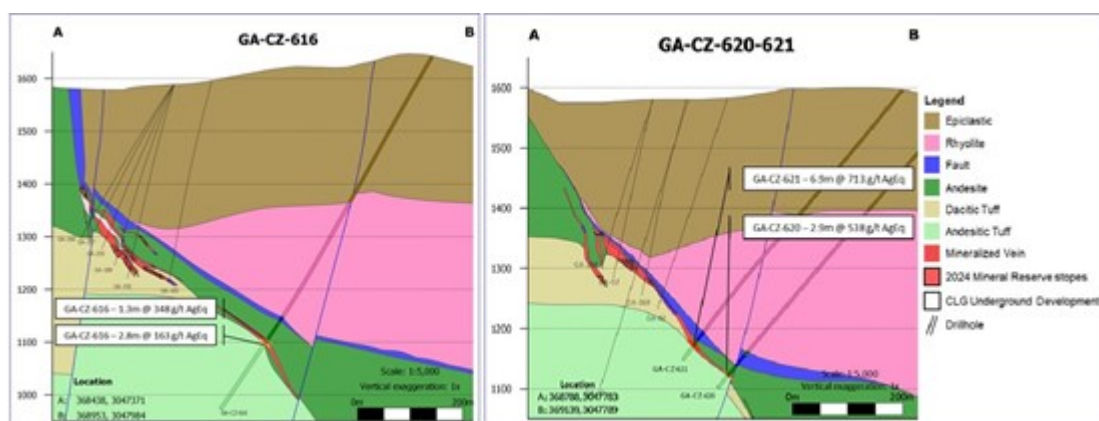 A
GA-CZ-616
B
1600
1500
1400
1300
1200
1100
1000
GA-CZ-616 – 1.3m @ 348 g/t AgEq
GA-CZ-616 – 2.8m @ 163 g/t AgEq
Location
A: 368438, 3047371
B: 368953, 3047984
Scale: 1:5,000
Vertical exaggeration: 1x
0m
200m
A
GA-CZ-620-621
B
1600
1500
1400
1300
1200
1100
GA-CZ-621 – 6.9m @ 713 g/t AgEq
GA-CZ-620 – 2.9m @ 538 g/t AgEq
GA-CZ-621
GA-CZ-620
Location
A: 368788, 3047783
B: 369139, 3047789
Scale: 1:5,000
Vertical exaggeration: 1x
0m
200m
Legend
Epiclastic
Rhyolite
Fault
Andesite
Dacitic Tuff
Andesitic Tuff
Mineralized Vein
2024 Mineral Reserve stopes
CLG Underground Development
Drillhole